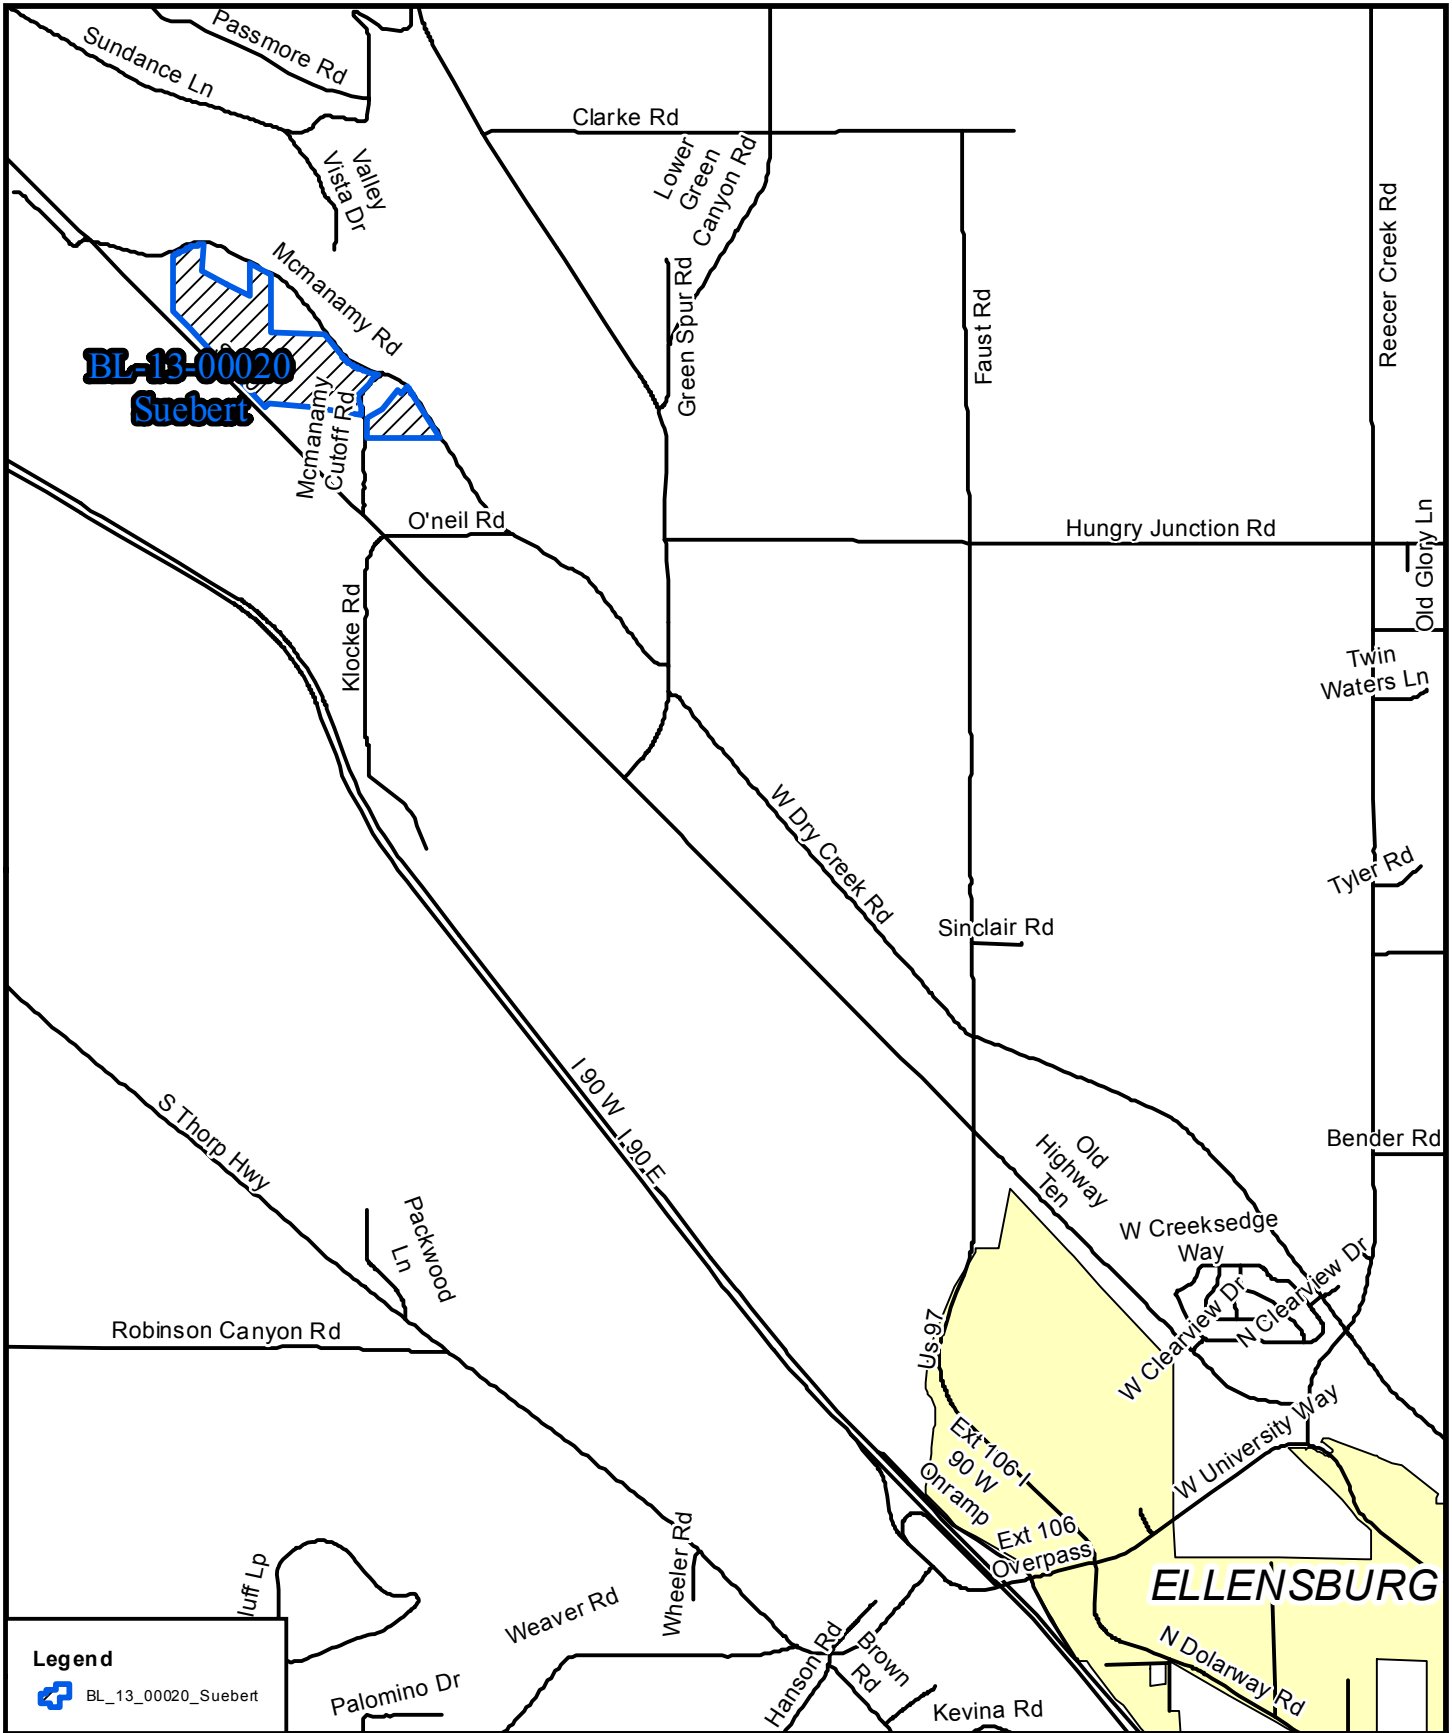 Passmore Rd
Sundance Ln
Clarke Rd
Valley
Vista Dr
Lower
Green
Canyon Rd
Reecer Creek Rd
Mcmanamy Rd
Green Spur Rd
Faust Rd
BL-13-00020
Suebert
Mcmanamy
Cutoff Rd
O'neil Rd
Hungry Junction Rd
Old Glory Ln
Klocke Rd
Twin
Waters Ln
W Dry Creek Rd
Tyler Rd
Sinclair Rd
I 90 W
I 90 E
S Thorp Hwy
Old
Highway
Ten
Bender Rd
Packwood
Ln
W Creeksedge
Way
N Clearview Dr
W Clearview Dr
Robinson Canyon Rd
Us 97
W University Way
Ext 106 I
90 W
Onramp
Ext 106
Overpass
Wheeler Rd
luff Lp
Weaver Rd
ELLENSBURG
Hanson Rd
Brown
Rd
N Dolarway Rd
Palomino Dr
Kevina Rd
Legend
BL_13_00020_Suebert